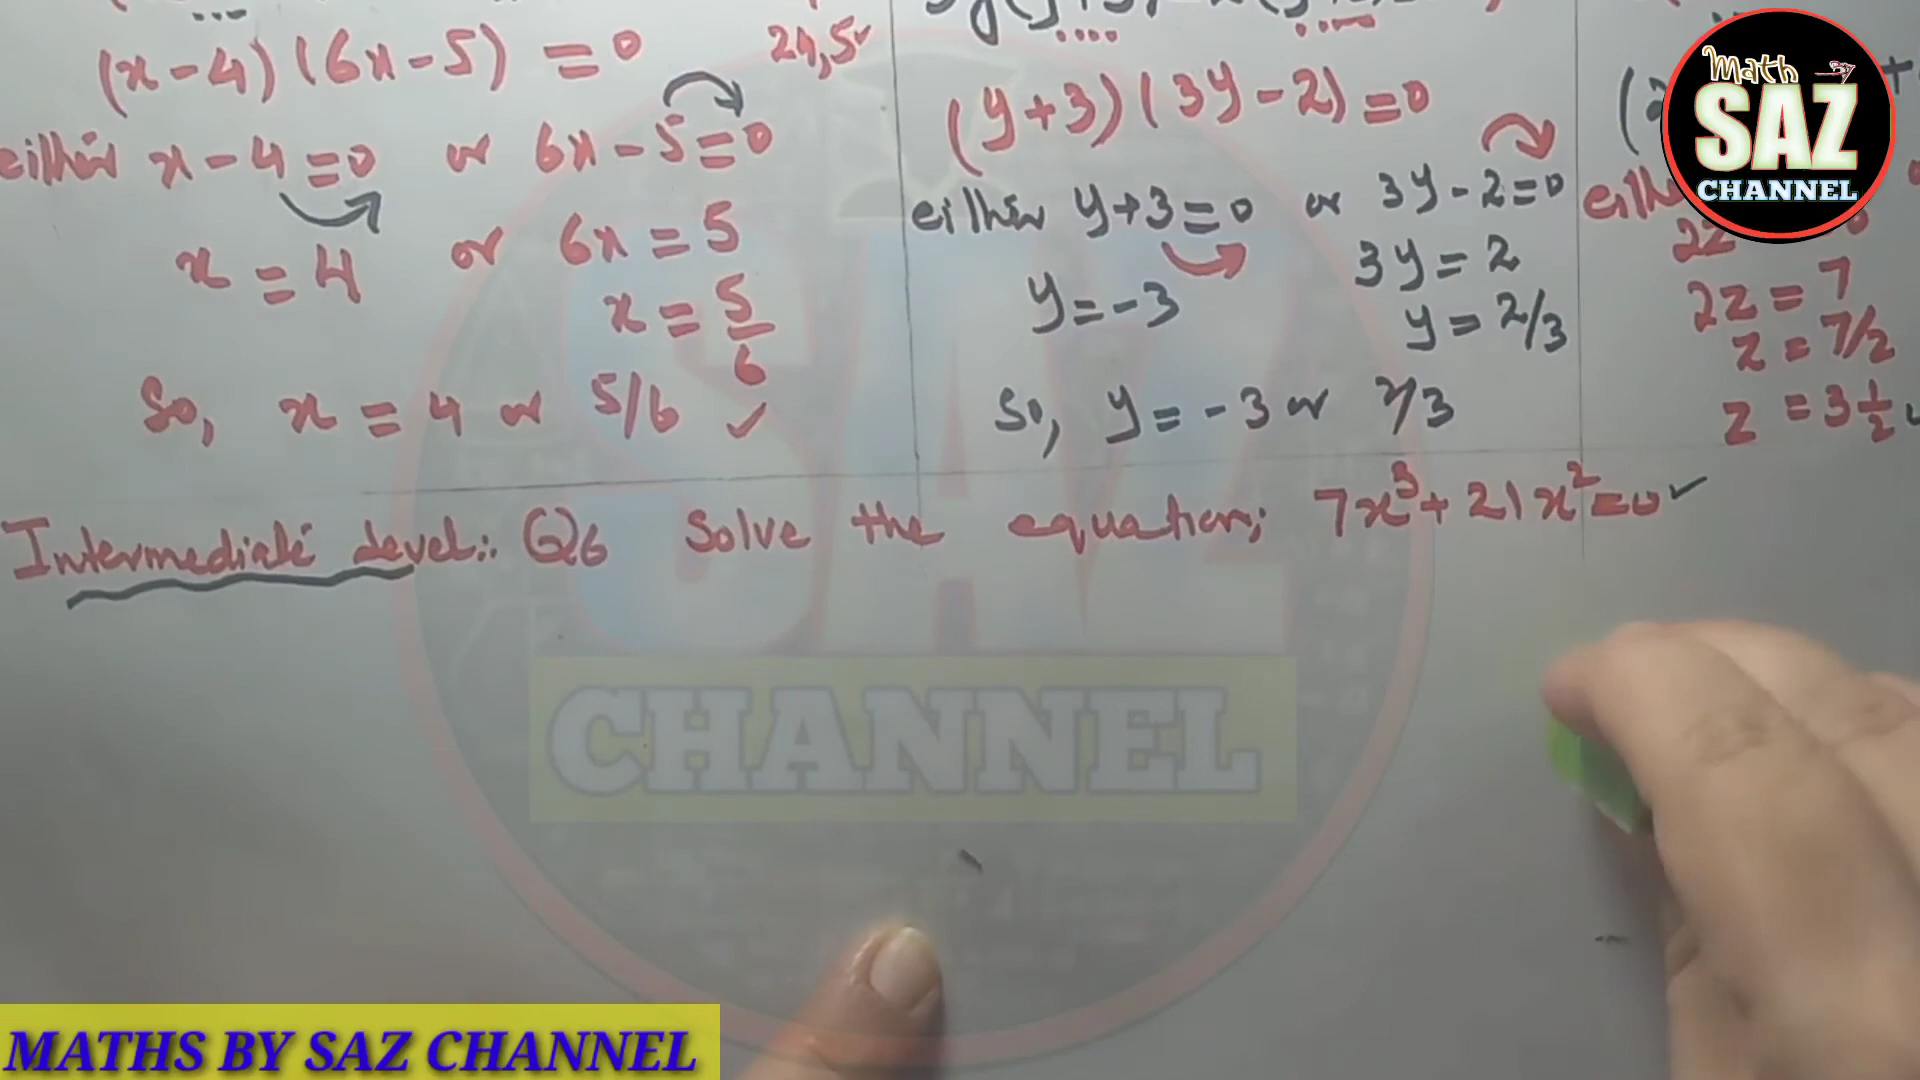 (x-4)(6x-5) = 0
24,5✓
either x-4=0 or 6x-5=0
x = 4 or 6x = 5
x = 5/6
So, x = 4 or 5/6 ✓
(y+3)(3y-2)=0
either y+3=0 or 3y-2=0
y=-3
3y=2
y=2/3
So, y=-3 or 2/3
2z = 7
z = 7/2
z = 3 1/2
Intermediate level:. Q6 Solve the equation; 7x³+21x²=0✓
Math
SAZ
CHANNEL
SAZ
CHANNEL
MATHS BY SAZ CHANNEL